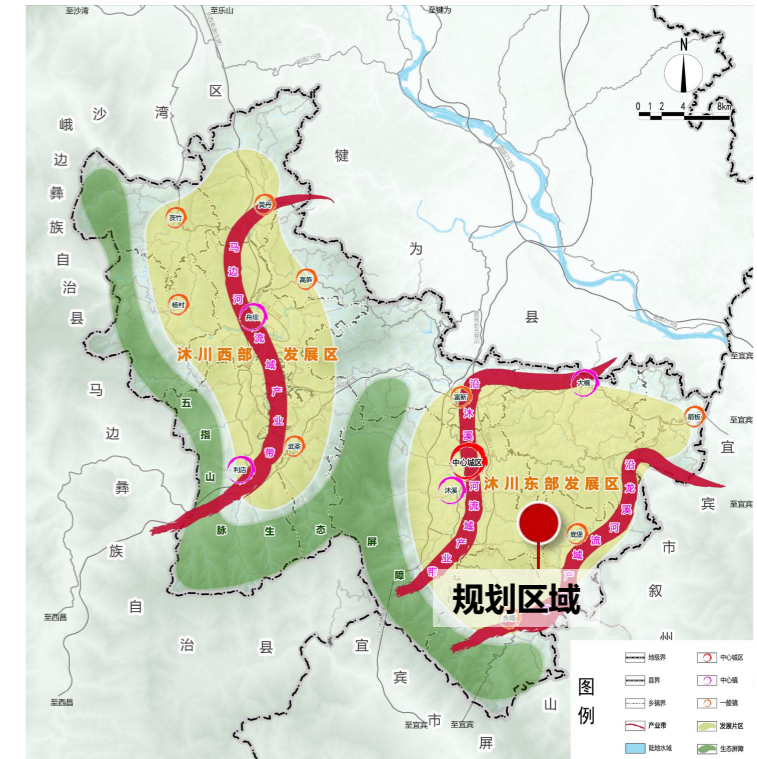 至沙湾
至乐山
至犍为
N
0 1 2 4 8km
峨边彝族自治县
沙湾区
犍为县
茨竹
黄丹
高笋
杨村
舟坝
马边河流域产业带
沐川西部发展区
武圣
利店
五指山脉生态屏障
马边彝族自治县
富新
大楠
箭板
沿沐溪河流域产业带
中心城区
沐溪
沐川东部发展区
沿龙溪河流域产
底堡
规划区域
永福
至宜宾
至宜宾
至宜宾
宜宾市叙州
至西昌
至西昌
宜宾市屏山
至宜宾
至宜宾
图例
地级界
中心城区
县界
中心镇
乡镇界
一般镇
产业带
发展片区
陆地水域
生态屏障